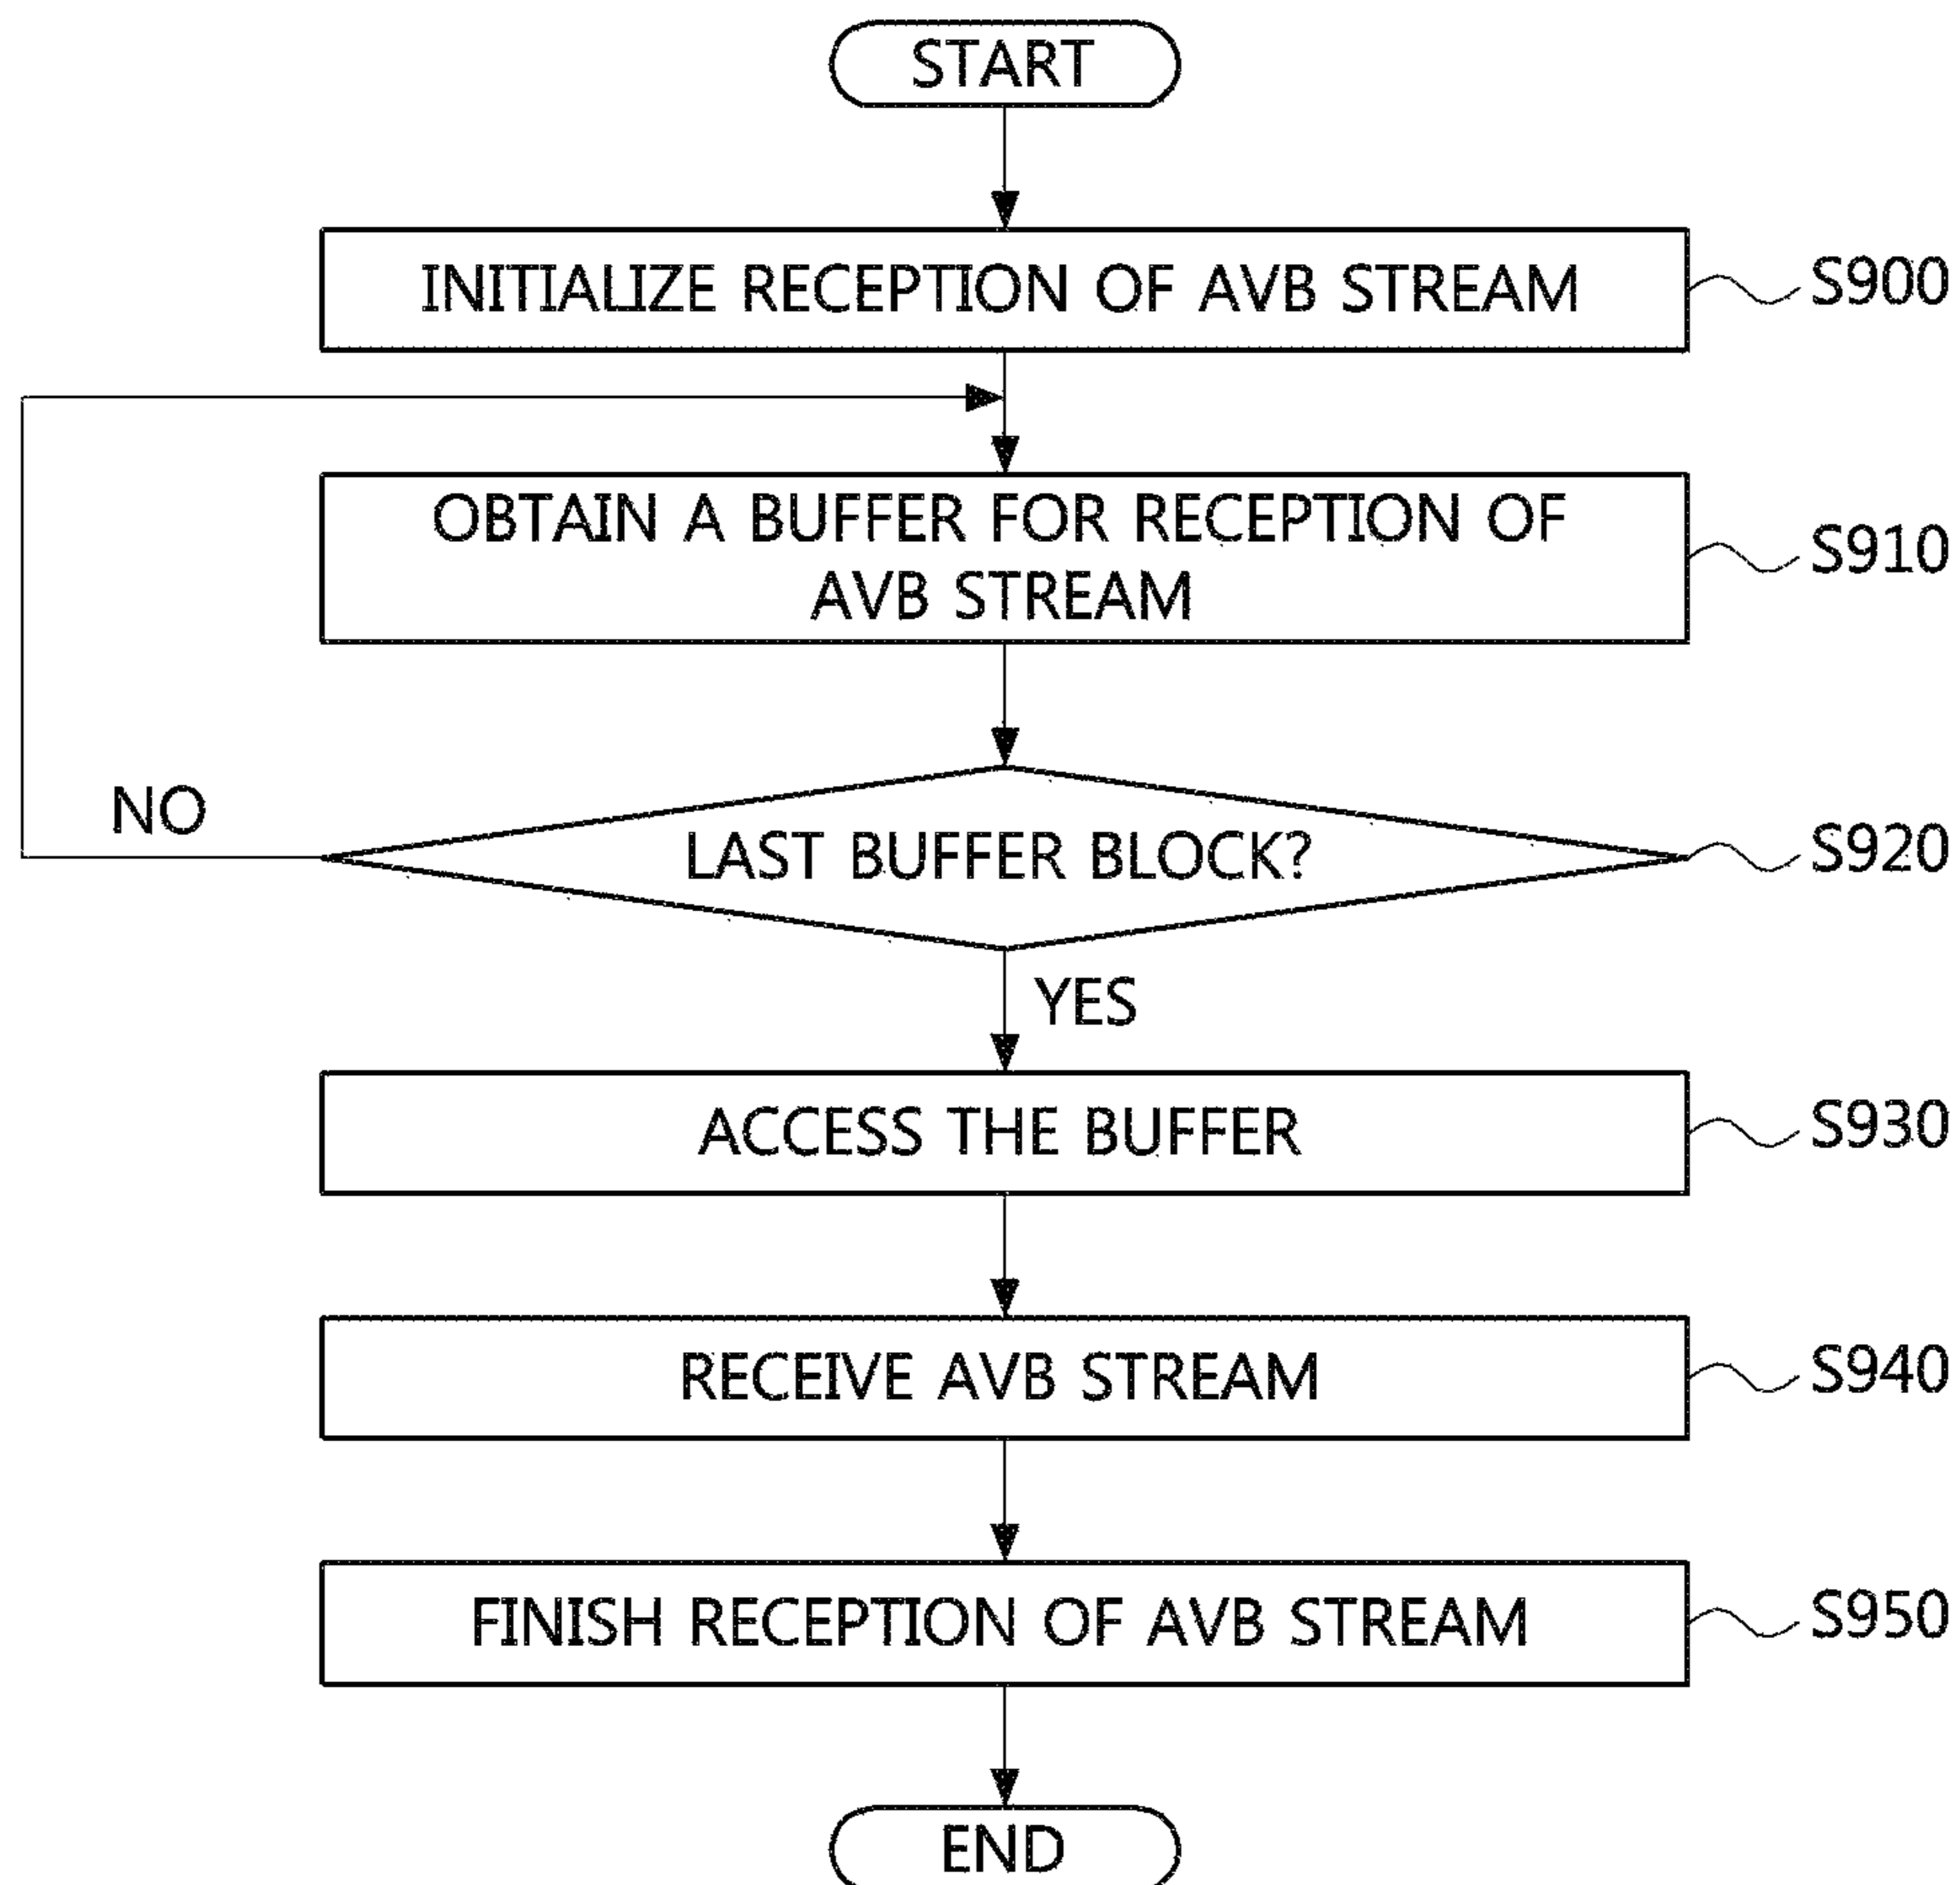 START
INITIALIZE RECEPTION OF AVB STREAM
S900
OBTAIN A BUFFER FOR RECEPTION OF
AVB STREAM
S910
NO
LAST BUFFER BLOCK?
S920
YES
ACCESS THE BUFFER
S930
RECEIVE AVB STREAM
S940
FINISH RECEPTION OF AVB STREAM
S950
END